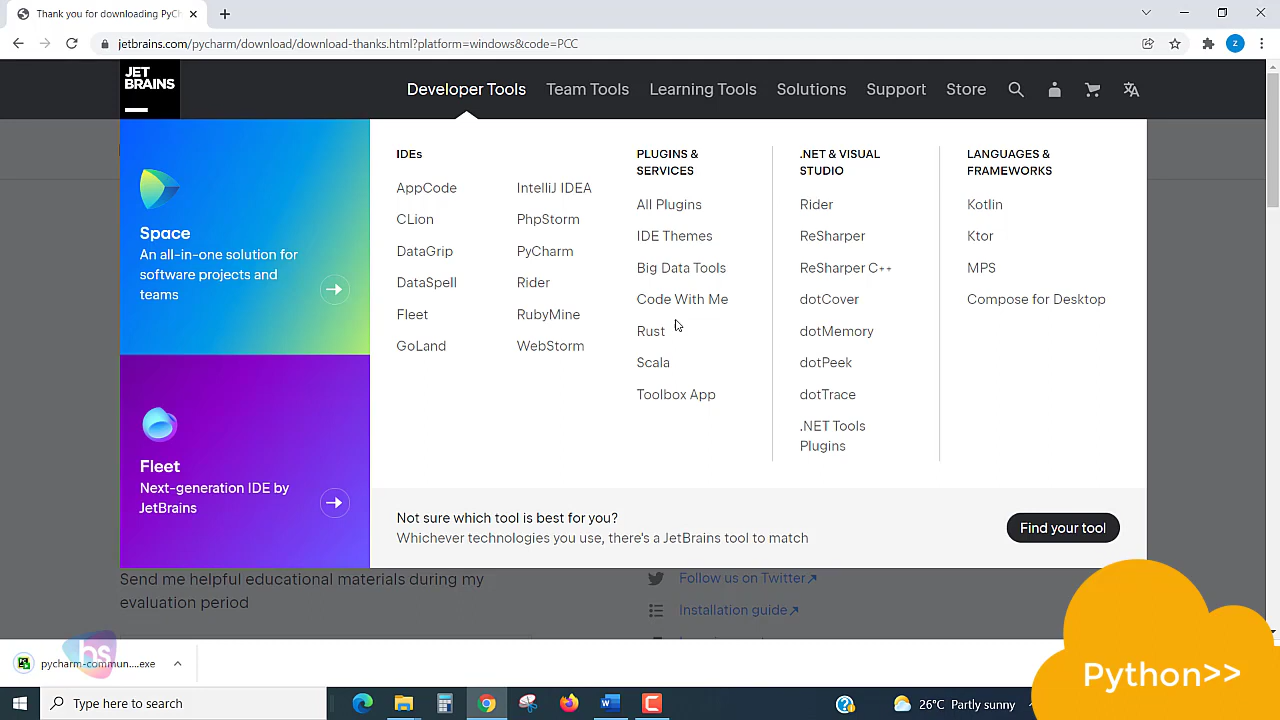 Thank you for downloading PyCh
jetbrains.com/pycharm/download/download-thanks.html?platform=windows&code=PCC
Z
JET
BRAINS
Developer Tools
Team Tools
Learning Tools
Solutions
Support
Store
Space
An all-in-one solution for
software projects and
teams
Fleet
Next-generation IDE by
JetBrains
IDEs
AppCode
CLion
DataGrip
DataSpell
Fleet
GoLand
IntelliJ IDEA
PhpStorm
PyCharm
Rider
RubyMine
WebStorm
PLUGINS &
SERVICES
All Plugins
IDE Themes
Big Data Tools
Code With Me
Rust
Scala
Toolbox App
.NET & VISUAL
STUDIO
Rider
ReSharper
ReSharper C++
dotCover
dotMemory
dotPeek
dotTrace
.NET Tools
Plugins
LANGUAGES &
FRAMEWORKS
Kotlin
Ktor
MPS
Compose for Desktop
Not sure which tool is best for you?
Whichever technologies you use, there's a JetBrains tool to match
Find your tool
Send me helpful educational materials during my
evaluation period
Follow us on Twitter↗
Installation guide↗
hs
pycharm-commun....exe
Python>>
Type here to search
26°C Partly sunny